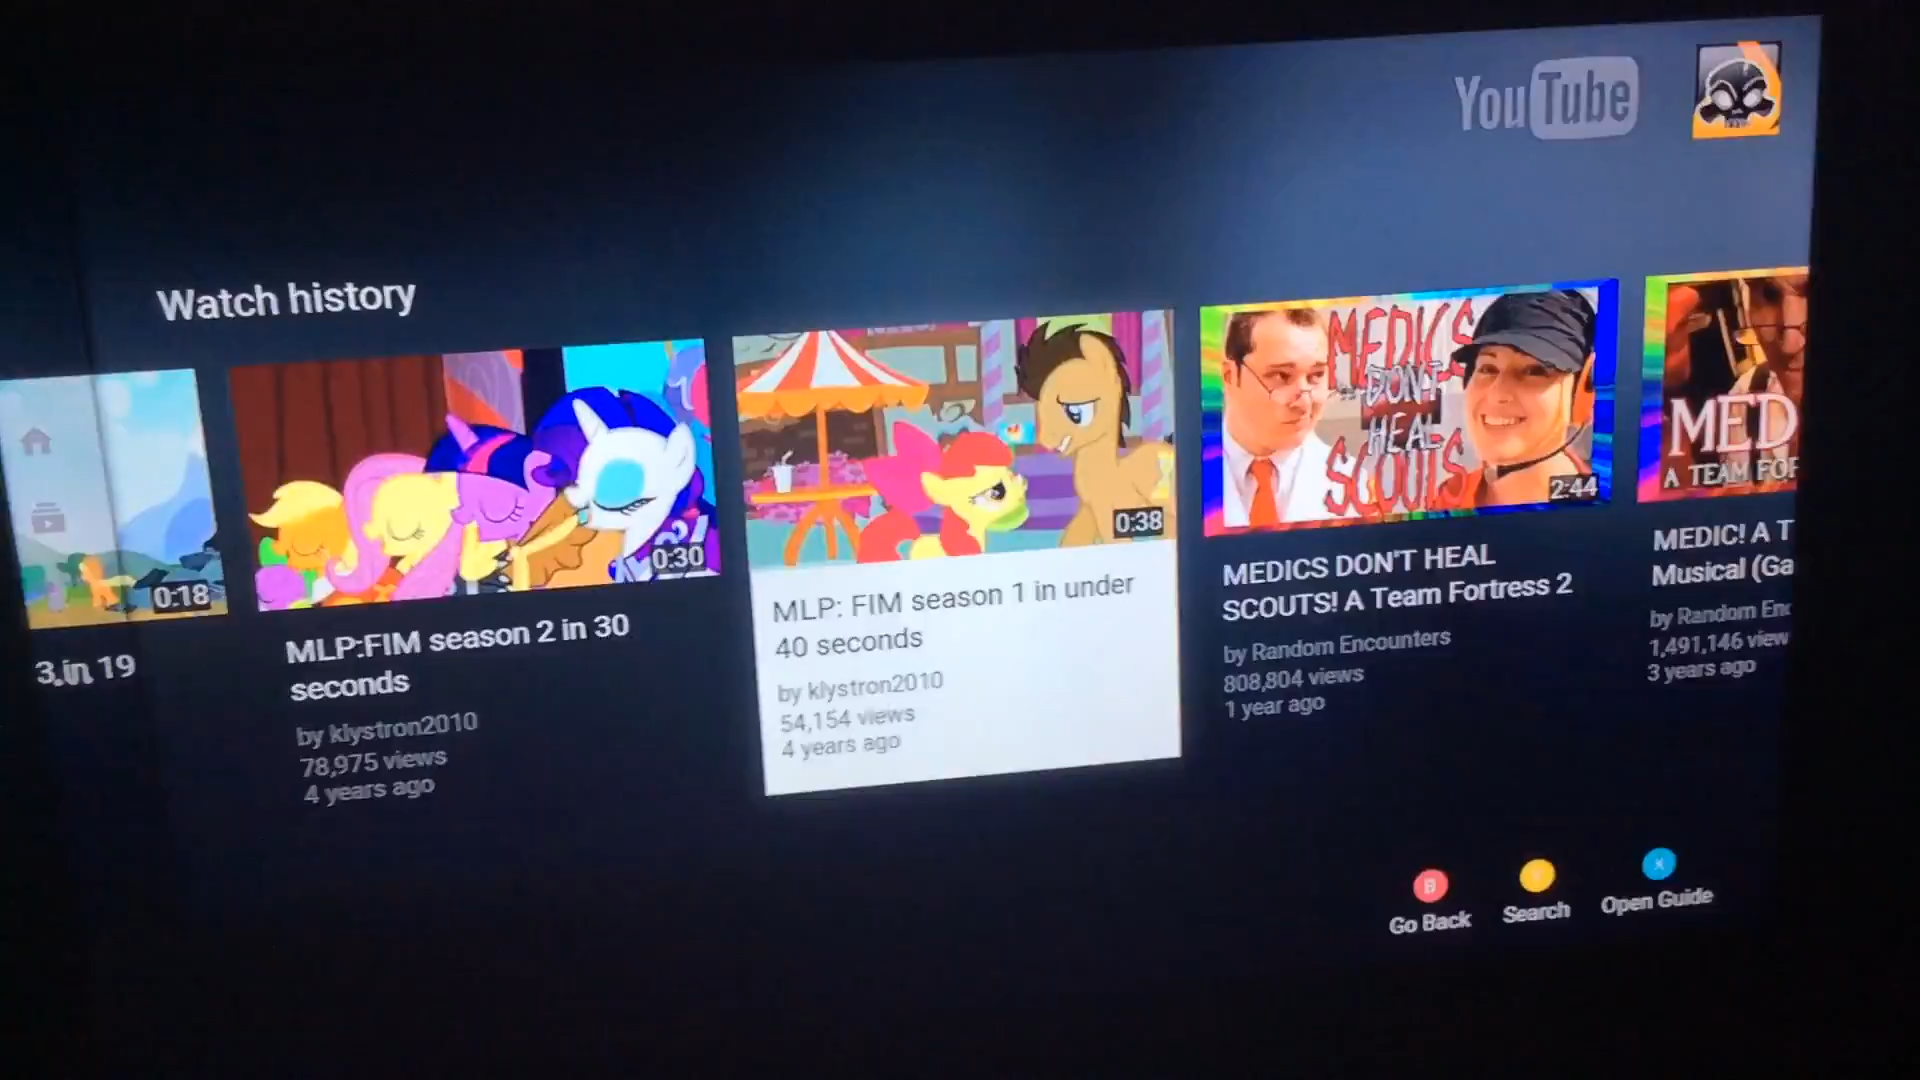 YouTube
Watch history
0:18
3 in 19
0:30
MLP:FIM season 2 in 30
seconds
by klystron2010
78,975 views
4 years ago
0:38
MLP: FIM season 1 in under
40 seconds
by klystron2010
54,154 views
4 years ago
MEDICS
DON'T
HEAL
SCOUTS
2:44
MEDICS DON'T HEAL
SCOUTS! A Team Fortress 2
by Random Encounters
808,804 views
1 year ago
MED
A TEAM FOR
MEDIC! A T
Musical (Ga
by Random Enc
1,491,146 view
3 years ago
B
Go Back
Y
Search
X
Open Guide